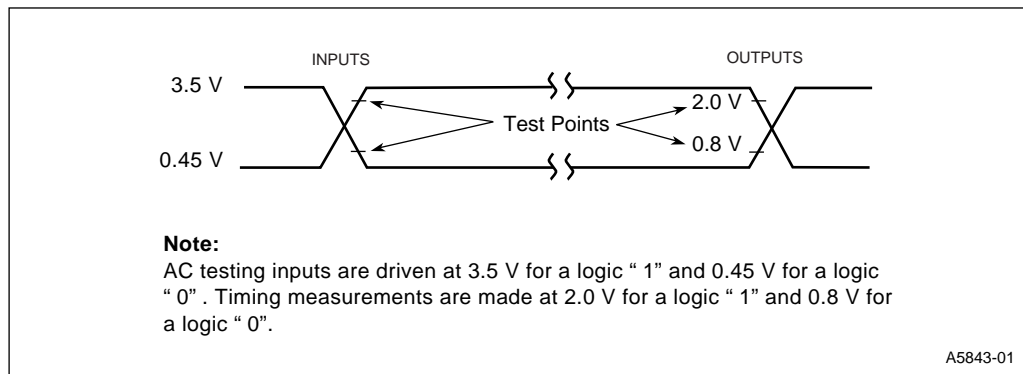 INPUTS
OUTPUTS
3.5 V
2.0 V
Test Points
0.8 V
0.45 V
Note:
AC testing inputs are driven at 3.5 V for a logic “ 1” and 0.45 V for a logic
“ 0” . Timing measurements are made at 2.0 V for a logic “ 1” and 0.8 V for
a logic “ 0”.
A5843-01